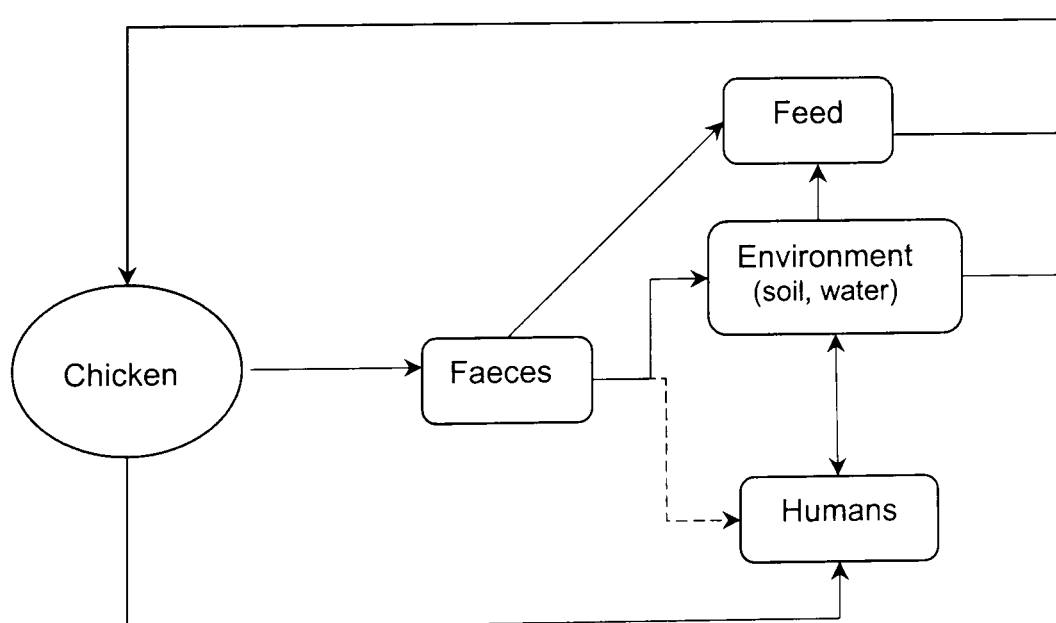 Feed
Environment
(soil, water)
Chicken
Faeces
Humans